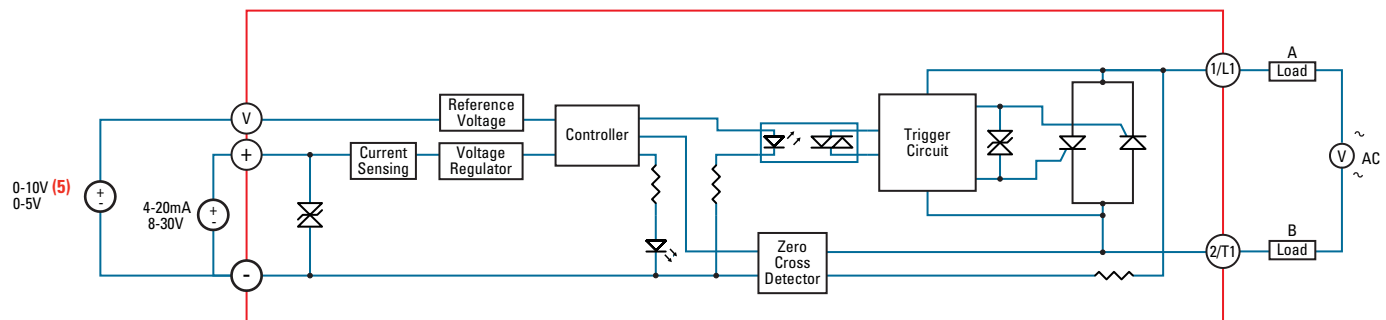 A
1/L1
Load
Reference
Voltage
V
Controller
Trigger
Circuit
+
Current
Sensing
Voltage
Regulator
~
V
AC
~
0-10V (5)
0-5V
+
-
4-20mA
8-30V
+
-
B
Zero
Cross
Detector
2/T1
Load
-